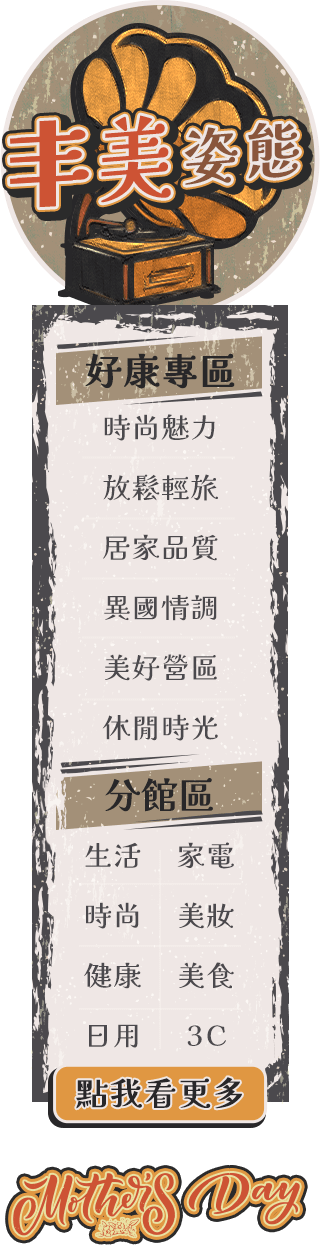 丰美姿態
好康專區
時尚魅力
放鬆輕旅
居家品質
異國情調
美好營區
休閒時光
分館區
生活 家電
時尚 美妝
健康 美食
日用 3C
點我看更多
Mother's Day